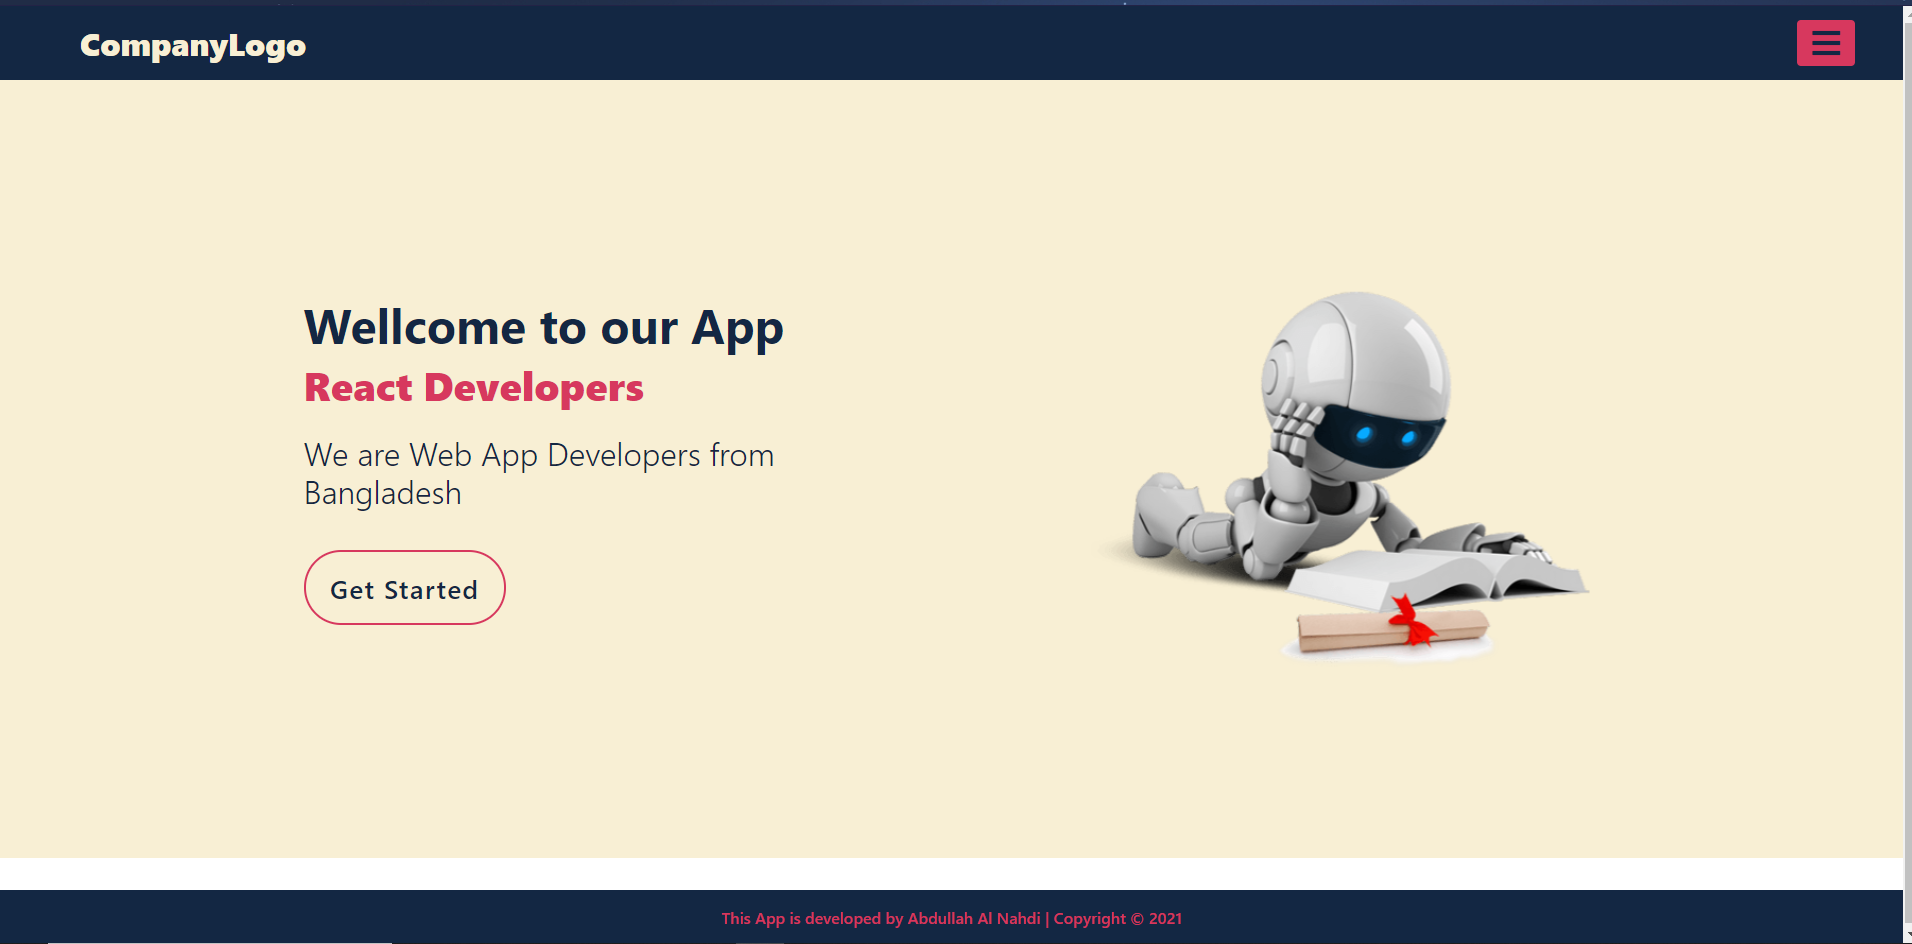 CompanyLogo
Wellcome to our App
React Developers
We are Web App Developers from
Bangladesh
Get Started
This App is developed by Abdullah Al Nahdi | Copyright © 2021